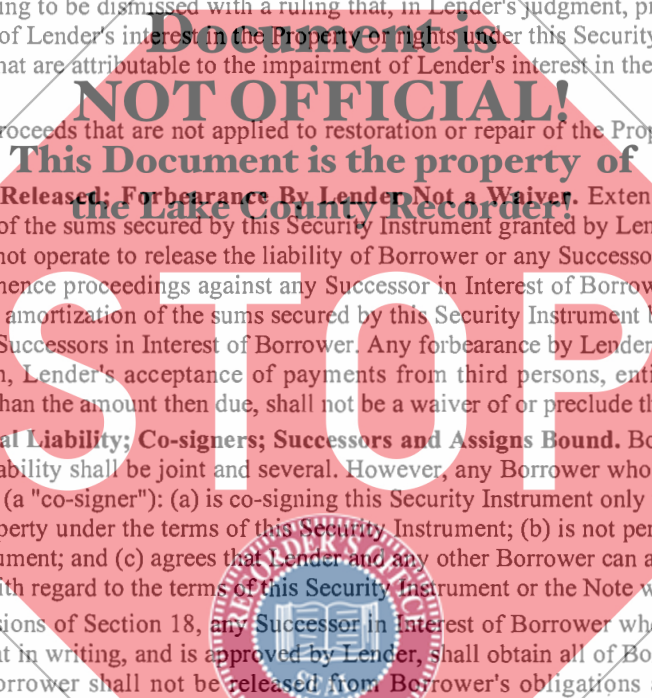 ing to be dismissed with a ruling that, in Lender's judgment, pr
of Lender's interest in the Property or rights under this Security
Document is
hat are attributable to the impairment of Lender's interest in the
NOT OFFICIAL!
roceeds that are not applied to restoration or repair of the Prop
This Document is the property of
Released; Forbearance By Lender Not a Waiver. Exten
the Lake County Recorder!
of the sums secured by this Security Instrument granted by Len
not operate to release the liability of Borrower or any Successo
mence proceedings against any Successor in Interest of Borrow
amortization of the sums secured by this Security Instrument b
Successors in Interest of Borrower. Any forbearance by Lender
STOP
n, Lender's acceptance of payments from third persons, enti
han the amount then due, shall not be a waiver of or preclude th
al Liability; Co-signers; Successors and Assigns Bound. Bo
ability shall be joint and several. However, any Borrower who
(a "co-signer"): (a) is co-signing this Security Instrument only
perty under the terms of this Security Instrument; (b) is not per
ument; and (c) agrees that Lender and any other Borrower can a
ith regard to the terms of this Security Instrument or the Note w
sions of Section 18, any Successor in Interest of Borrower wh
t in writing, and is approved by Lender, shall obtain all of Bo
orrower shall not be released from Borrower's obligations